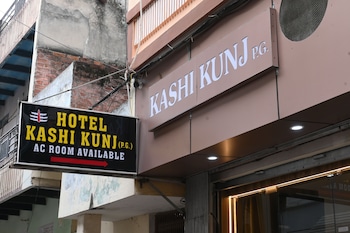 HOTEL
KASHI KUNJ (P.G.)
AC ROOM AVAILABLE
KASHI KUNJ P.G.